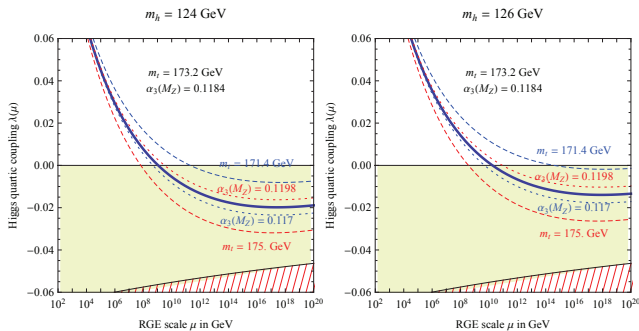 m_h = 124 GeV
Higgs quartic coupling λ(μ)
0.06
0.04
0.02
0.00
−0.02
−0.04
−0.06
m_t = 173.2 GeV
α_3(M_Z) = 0.1184
m_t = 171.4 GeV
α_3(M_Z) = 0.1198
α_3(M_Z) = 0.117
m_t = 175. GeV
10^2 10^4 10^6 10^8 10^10 10^12 10^14 10^16 10^18 10^20
RGE scale μ in GeV
m_h = 126 GeV
Higgs quartic coupling λ(μ)
0.06
0.04
0.02
0.00
−0.02
−0.04
−0.06
m_t = 173.2 GeV
α_3(M_Z) = 0.1184
m_t = 171.4 GeV
α_3(M_Z) = 0.1198
α_3(M_Z) = 0.117
m_t = 175. GeV
10^2 10^4 10^6 10^8 10^10 10^12 10^14 10^16 10^18 10^20
RGE scale μ in GeV